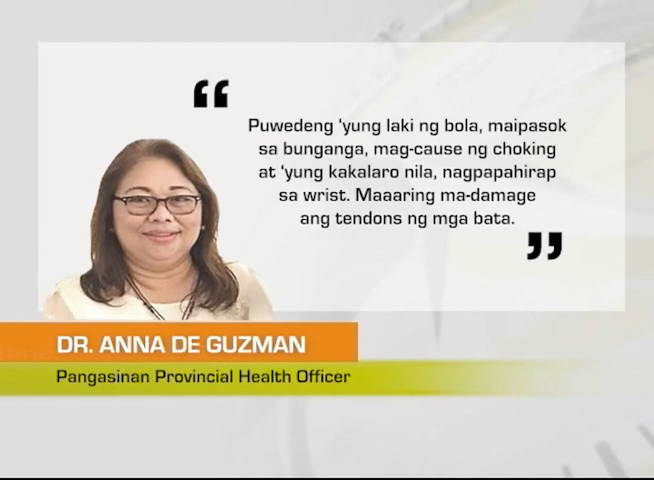 “
Puwedeng ‘yung laki ng bola, maipasok
sa bunganga, mag-cause ng choking
at ‘yung kakalaro nila, nagpapahirap
sa wrist. Maaaring ma-damage
ang tendons ng mga bata.
”
DR. ANNA DE GUZMAN
Pangasinan Provincial Health Officer